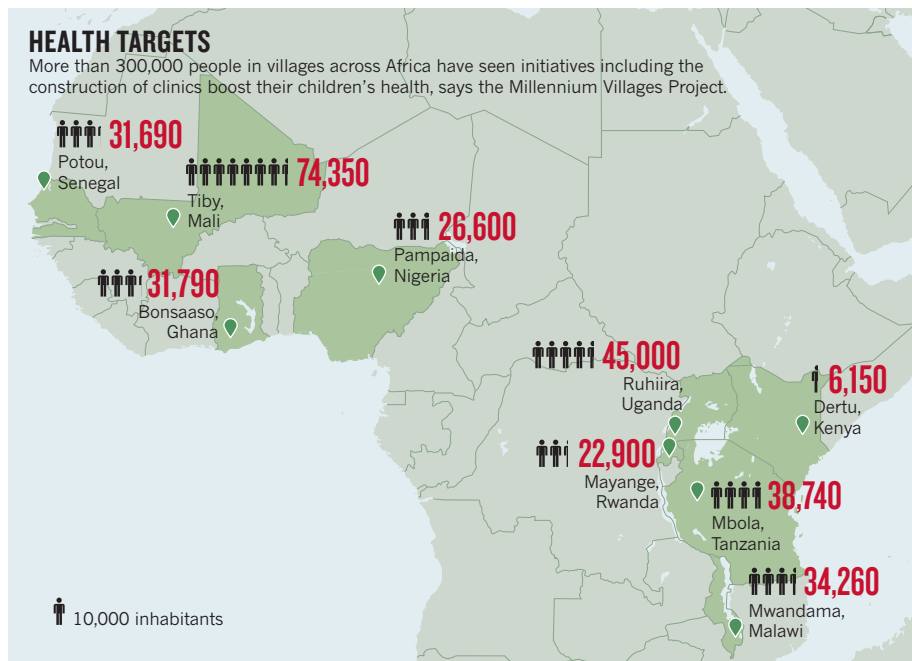 HEALTH TARGETS
More than 300,000 people in villages across Africa have seen initiatives including the
construction of clinics boost their children’s health, says the Millennium Villages Project.
31,690
Potou,
Senegal
74,350
Tiby,
Mali
26,600
Pampaida,
Nigeria
31,790
Bonsaaso,
Ghana
45,000
Ruhiira,
Uganda
6,150
Dertu,
Kenya
22,900
Mayange,
Rwanda
38,740
Mbola,
Tanzania
34,260
Mwandama,
Malawi
10,000 inhabitants